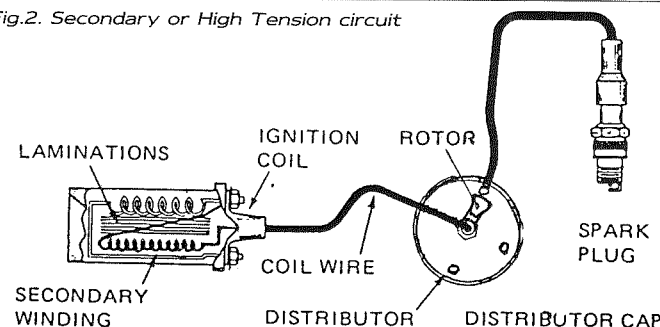 Fig.2. Secondary or High Tension circuit
LAMINATIONS
IGNITION
COIL
ROTOR
SPARK
PLUG
COIL WIRE
SECONDARY
WINDING
DISTRIBUTOR
DISTRIBUTOR CAP